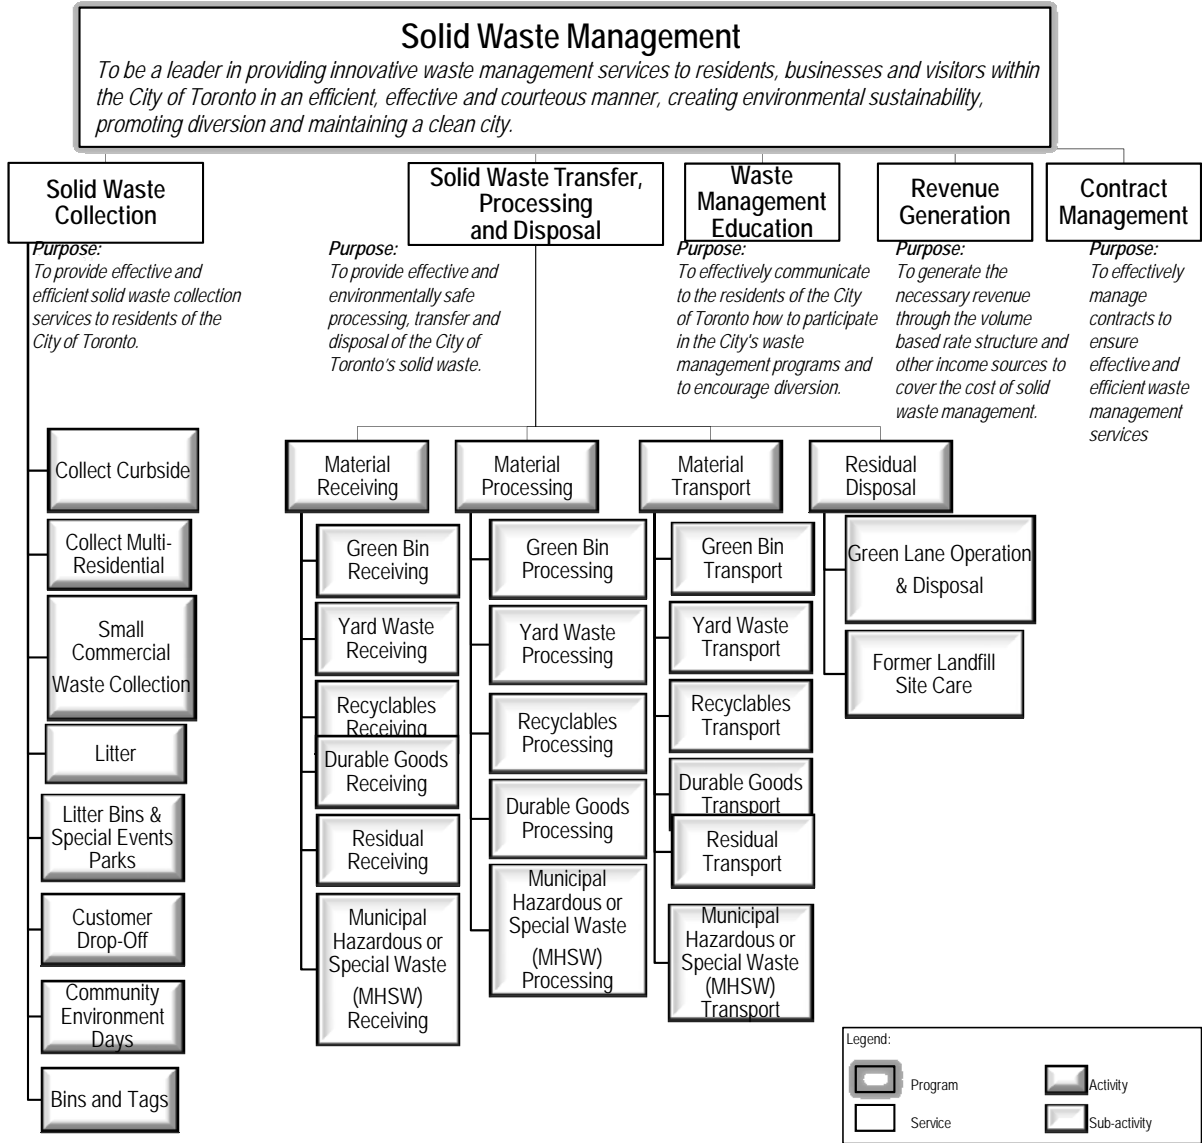 Solid Waste Management
To be a leader in providing innovative waste management services to residents, businesses and visitors within
the City of Toronto in an efficient, effective and courteous manner, creating environmental sustainability,
promoting diversion and maintaining a clean city.
Solid Waste
Collection
Purpose:
To provide effective and
efficient solid waste collection
services to residents of the
City of Toronto.
Solid Waste Transfer,
Processing
and Disposal
Purpose:
To provide effective and
environmentally safe
processing, transfer and
disposal of the City of
Toronto's solid waste.
Waste
Management
Education
Purpose:
To effectively communicate
to the residents of the City
of Toronto how to participate
in the City's waste
management programs and
to encourage diversion.
Revenue
Generation
Purpose:
To generate the
necessary revenue
through the volume
based rate structure and
other income sources to
cover the cost of solid
waste management.
Contract
Management
Purpose:
To effectively
manage
contracts to
ensure
effective and
efficient waste
management
services
Collect Curbside
Collect Multi-
Residential
Small
Commercial
Waste Collection
Litter
Litter Bins &
Special Events
Parks
Customer
Drop-Off
Community
Environment
Days
Bins and Tags
Material
Receiving
Green Bin
Receiving
Yard Waste
Receiving
Recyclables
Receiving
Durable Goods
Receiving
Residual
Receiving
Municipal
Hazardous or
Special Waste
(MHSW)
Receiving
Material
Processing
Green Bin
Processing
Yard Waste
Processing
Recyclables
Processing
Durable Goods
Processing
Municipal
Hazardous or
Special Waste
(MHSW)
Processing
Material
Transport
Green Bin
Transport
Yard Waste
Transport
Recyclables
Transport
Durable Goods
Transport
Residual
Transport
Municipal
Hazardous or
Special Waste
(MHSW)
Transport
Residual
Disposal
Green Lane Operation
& Disposal
Former Landfill
Site Care
Legend:
Program
Activity
Service
Sub-activity